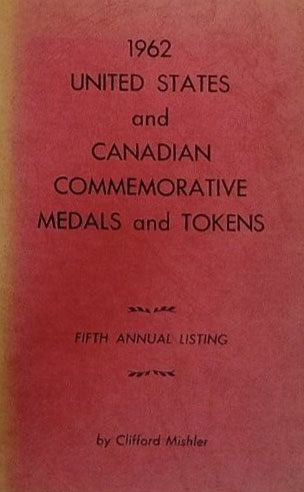 1962
UNITED STATES
and
CANADIAN
COMMEMORATIVE
MEDALS and TOKENS
FIFTH ANNUAL LISTING
by Clifford Mishler